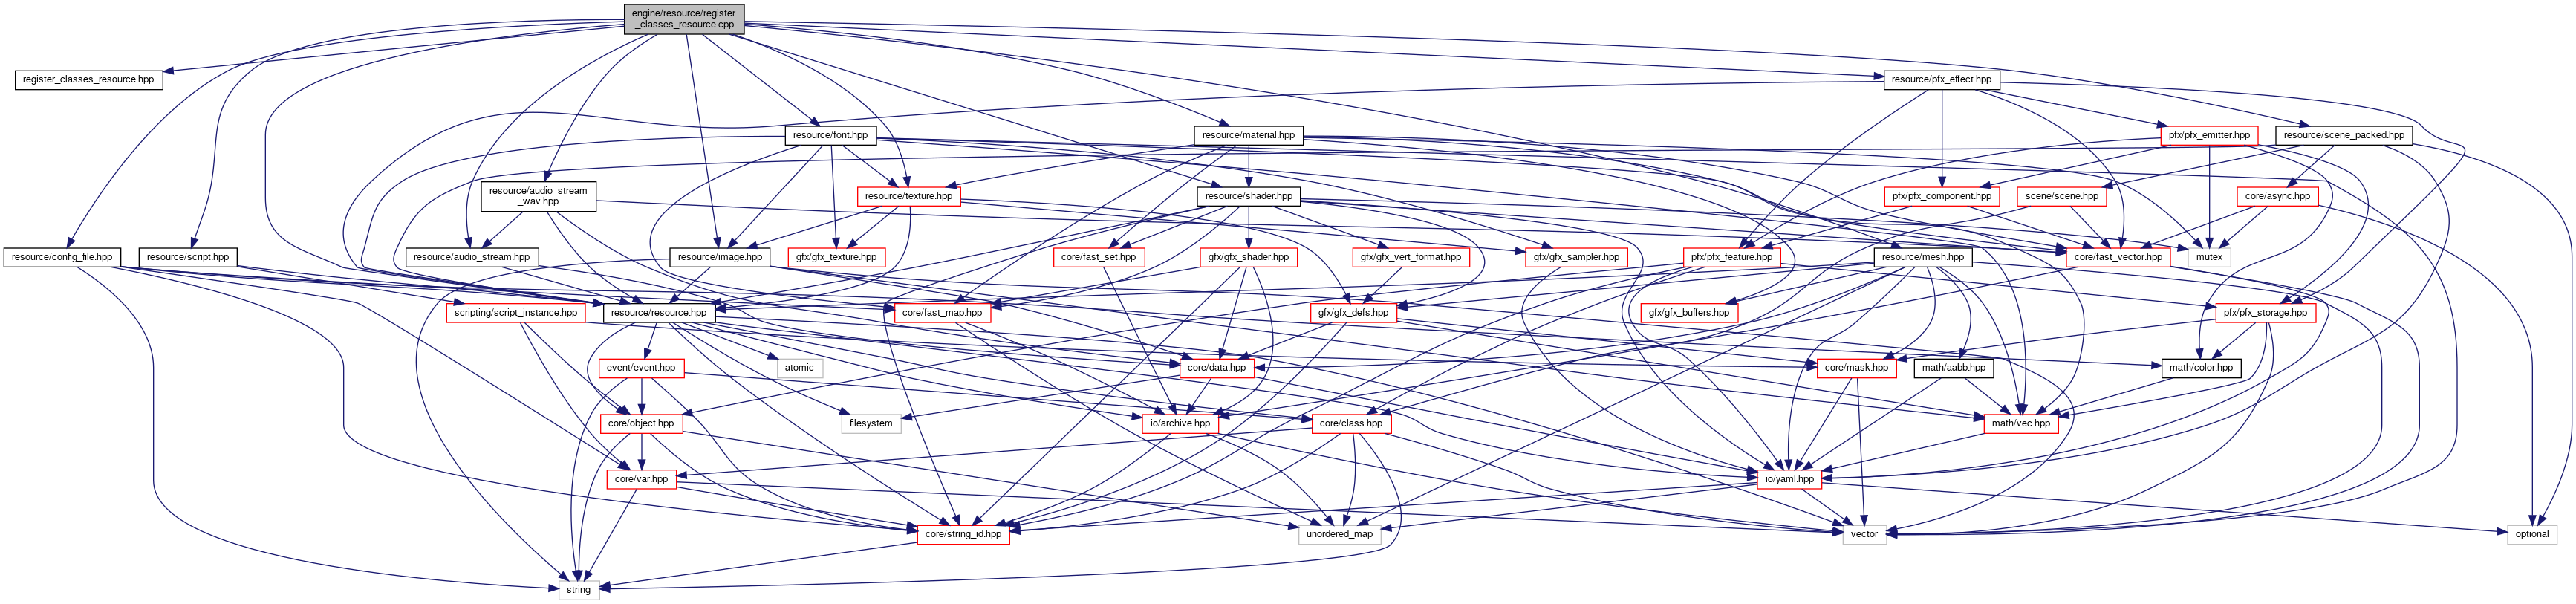 engine/resource/register
_classes_resource.cpp
register_classes_resource.hpp
resource/pfx_effect.hpp
resource/font.hpp
resource/material.hpp
pfx/pfx_emitter.hpp
resource/scene_packed.hpp
resource/audio_stream
_wav.hpp
resource/texture.hpp
resource/shader.hpp
pfx/pfx_component.hpp
scene/scene.hpp
core/async.hpp
resource/config_file.hpp
resource/script.hpp
resource/audio_stream.hpp
resource/image.hpp
gfx/gfx_texture.hpp
core/fast_set.hpp
gfx/gfx_shader.hpp
gfx/gfx_vert_format.hpp
gfx/gfx_sampler.hpp
pfx/pfx_feature.hpp
resource/mesh.hpp
core/fast_vector.hpp
mutex
scripting/script_instance.hpp
resource/resource.hpp
core/fast_map.hpp
gfx/gfx_defs.hpp
gfx/gfx_buffers.hpp
pfx/pfx_storage.hpp
event/event.hpp
atomic
core/data.hpp
core/mask.hpp
math/aabb.hpp
math/color.hpp
core/object.hpp
filesystem
io/archive.hpp
core/class.hpp
math/vec.hpp
core/var.hpp
io/yaml.hpp
core/string_id.hpp
unordered_map
vector
optional
string